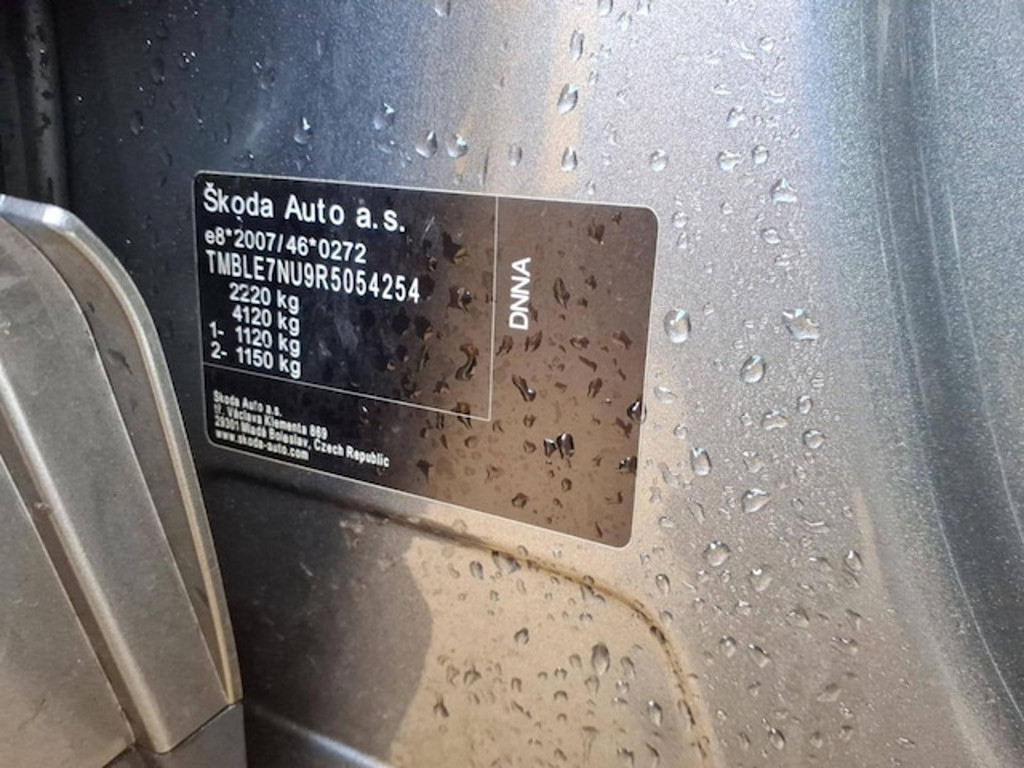 Škoda Auto a.s.
e8*2007/46*0272
TMBLE7NU9R5054254
2220 kg
4120 kg
1- 1120 kg
2- 1150 kg
DNNA
Škoda Auto a.s.
tř. Václava Klementa 869
29301 Mladá Boleslav, Czech Republic
www.skoda-auto.com